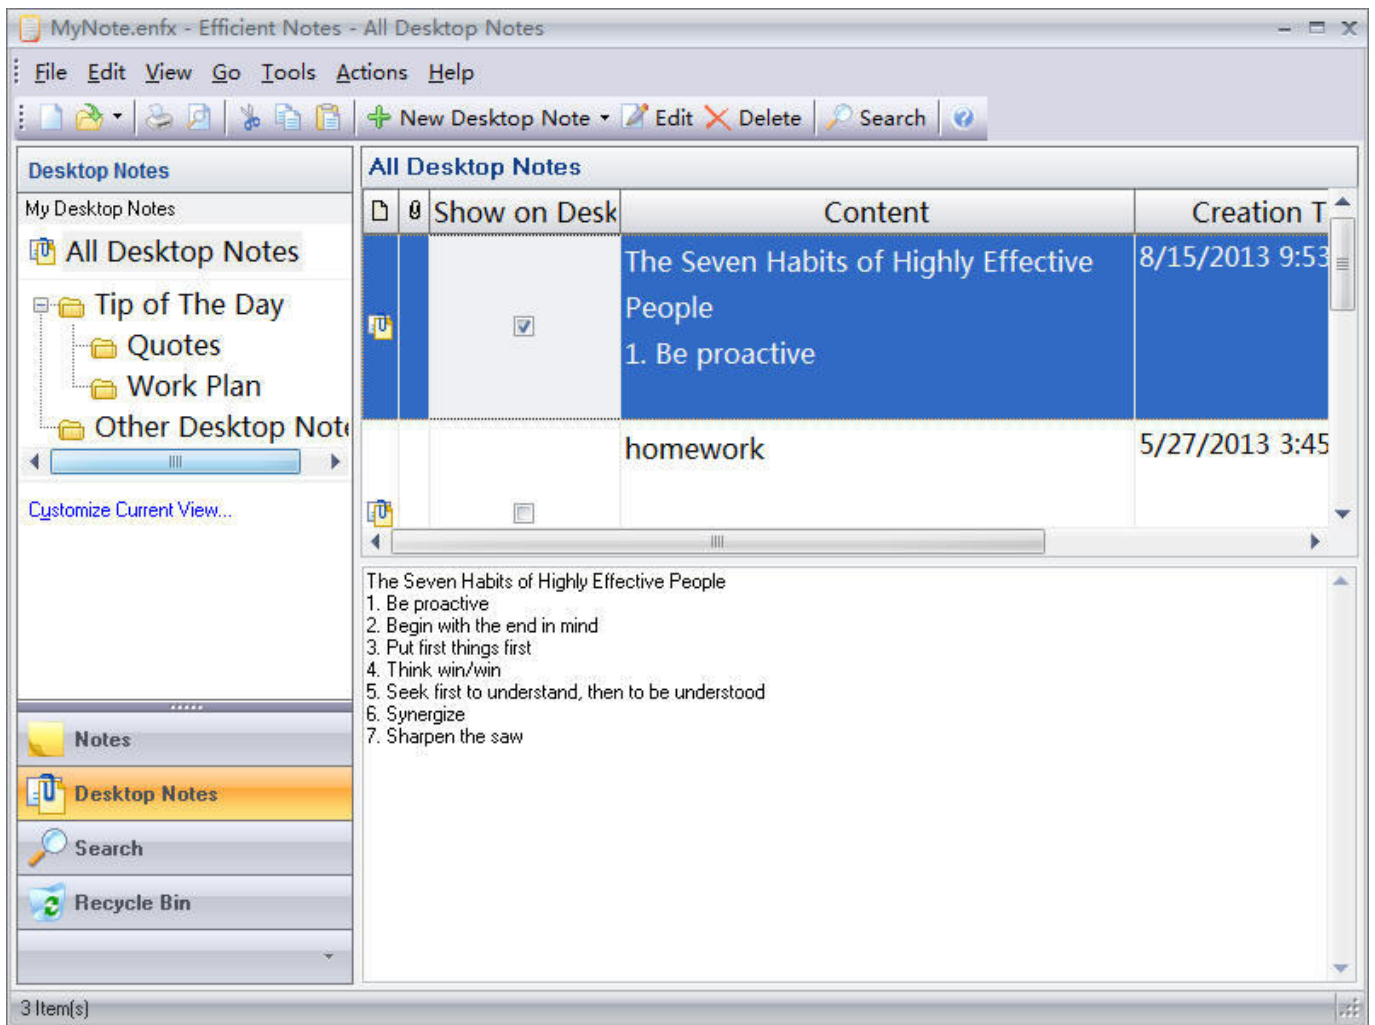 MyNote.enfx - Efficient Notes - All Desktop Notes
File Edit View Go Tools Actions Help
New Desktop Note Edit Delete Search
Desktop Notes
My Desktop Notes
All Desktop Notes
Tip of The Day
Quotes
Work Plan
Other Desktop Note
Customize Current View...
Notes
Desktop Notes
Search
Recycle Bin
All Desktop Notes
Show on Desk Content Creation T
The Seven Habits of Highly Effective 8/15/2013 9:53
People
1. Be proactive
homework 5/27/2013 3:45
The Seven Habits of Highly Effective People
1. Be proactive
2. Begin with the end in mind
3. Put first things first
4. Think win/win
5. Seek first to understand, then to be understood
6. Synergize
7. Sharpen the saw
3 Item(s)